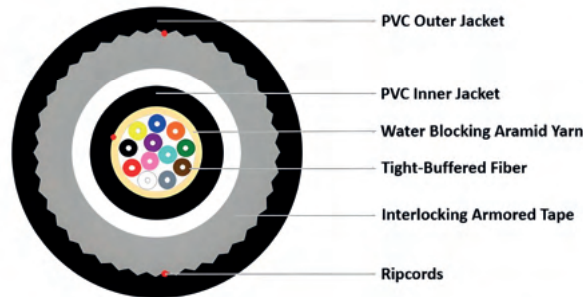 PVC Outer Jacket
PVC Inner Jacket
Water Blocking Aramid Yarn
Tight-Buffered Fiber
Interlocking Armored Tape
Ripcords